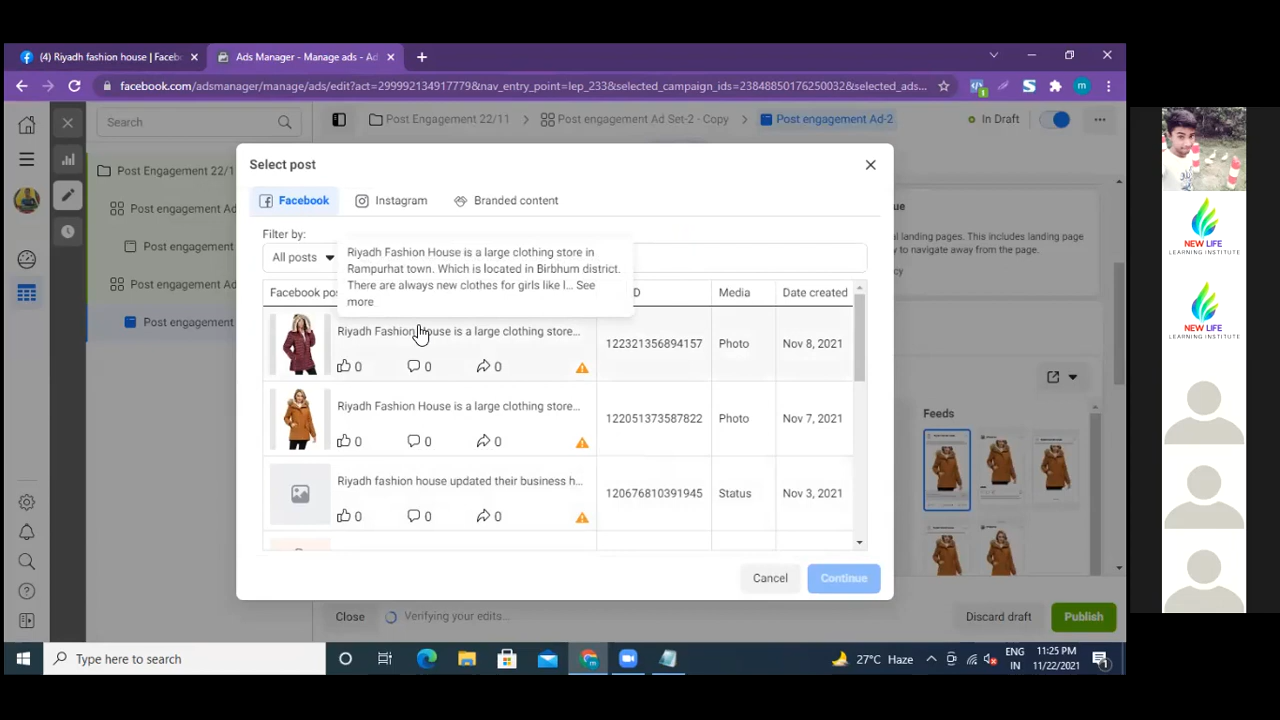 (4) Riyadh fashion house | Faceb
Ads Manager - Manage ads - Ad
facebook.com/adsmanager/manage/ads/edit?act=299992134917779&nav_entry_point=lep_233&selected_campaign_ids=23848850176250032&selected_ads...
Search
Post Engagement 22/11
Post engagement Ad Set-2 - Copy
Post engagement Ad-2
In Draft
Post Engagement 22/1
Post engagement Ad
Post engagem
Post engagement Ad
Post engagem
Select post
Facebook
Instagram
Branded content
Filter by:
All posts
Riyadh Fashion House is a large clothing store in
Rampurhat town. Which is located in Birbhum district.
There are always new clothes for girls like l... See
more
Facebook pos
D
Media
Date created
Riyadh Fashion House is a large clothing store...
0
0
0
122321356894157
Photo
Nov 8, 2021
Riyadh Fashion House is a large clothing store...
0
0
0
122051373587822
Photo
Nov 7, 2021
Riyadh fashion house updated their business h...
0
0
0
120676810391945
Status
Nov 3, 2021
Cancel
Continue
ue
al landing pages. This includes landing page
y to navigate away from the page.
cy
Feeds
Close
Verifying your edits...
Discard draft
Publish
Type here to search
27°C Haze
ENG
IN
11:25 PM
11/22/2021
1
NEW LIFE
LEARNING INSTITUTE
NEW LIFE
LEARNING INSTITUTE